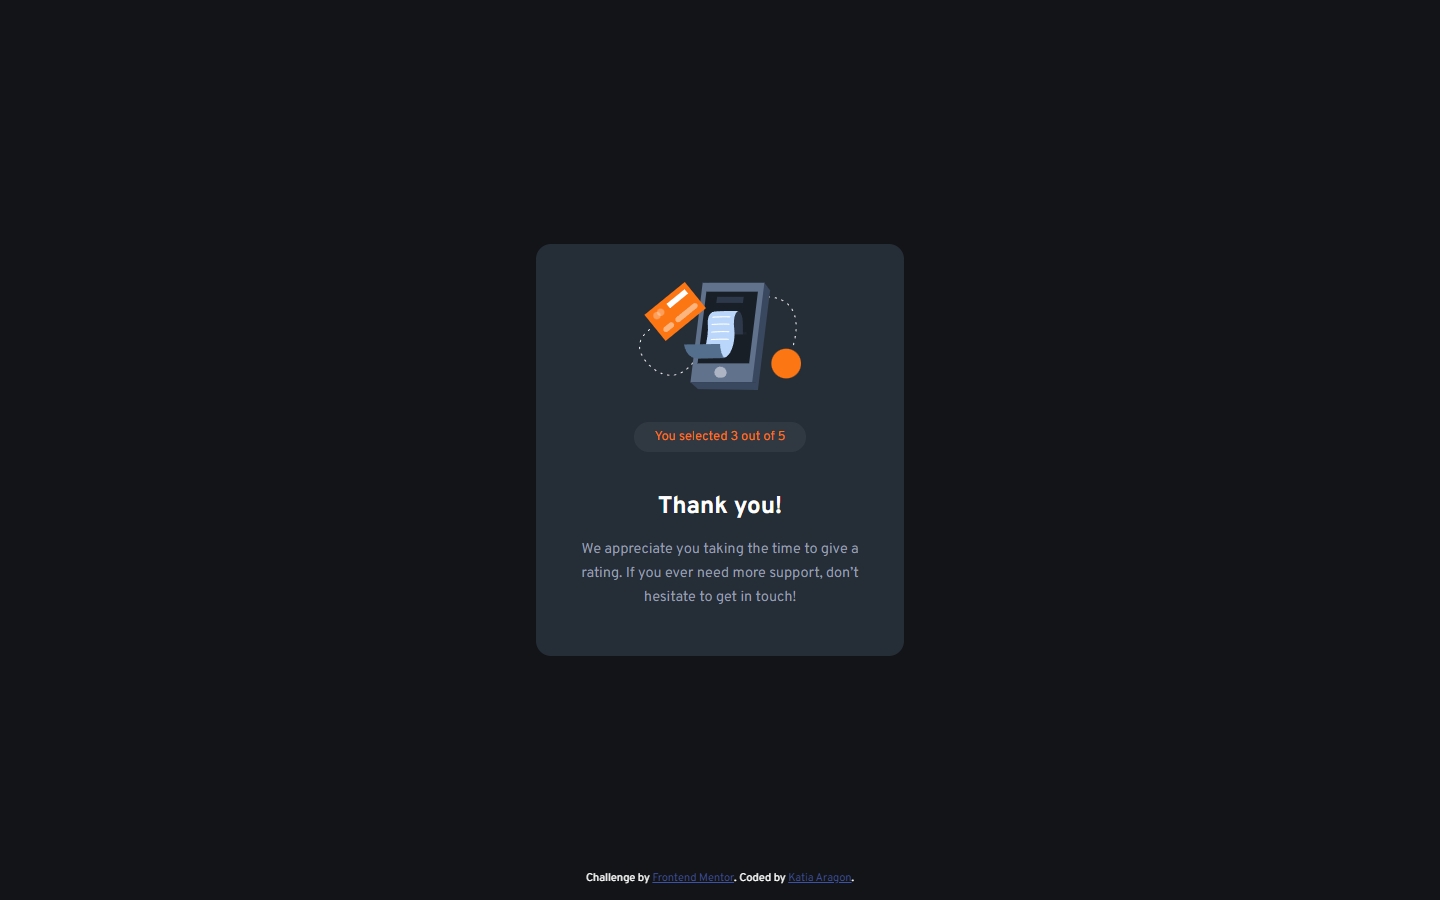 You selected 3 out of 5
Thank you!
We appreciate you taking the time to give a
rating. If you ever need more support, don’t
hesitate to get in touch!
Challenge by Frontend Mentor. Coded by Katia Aragon.